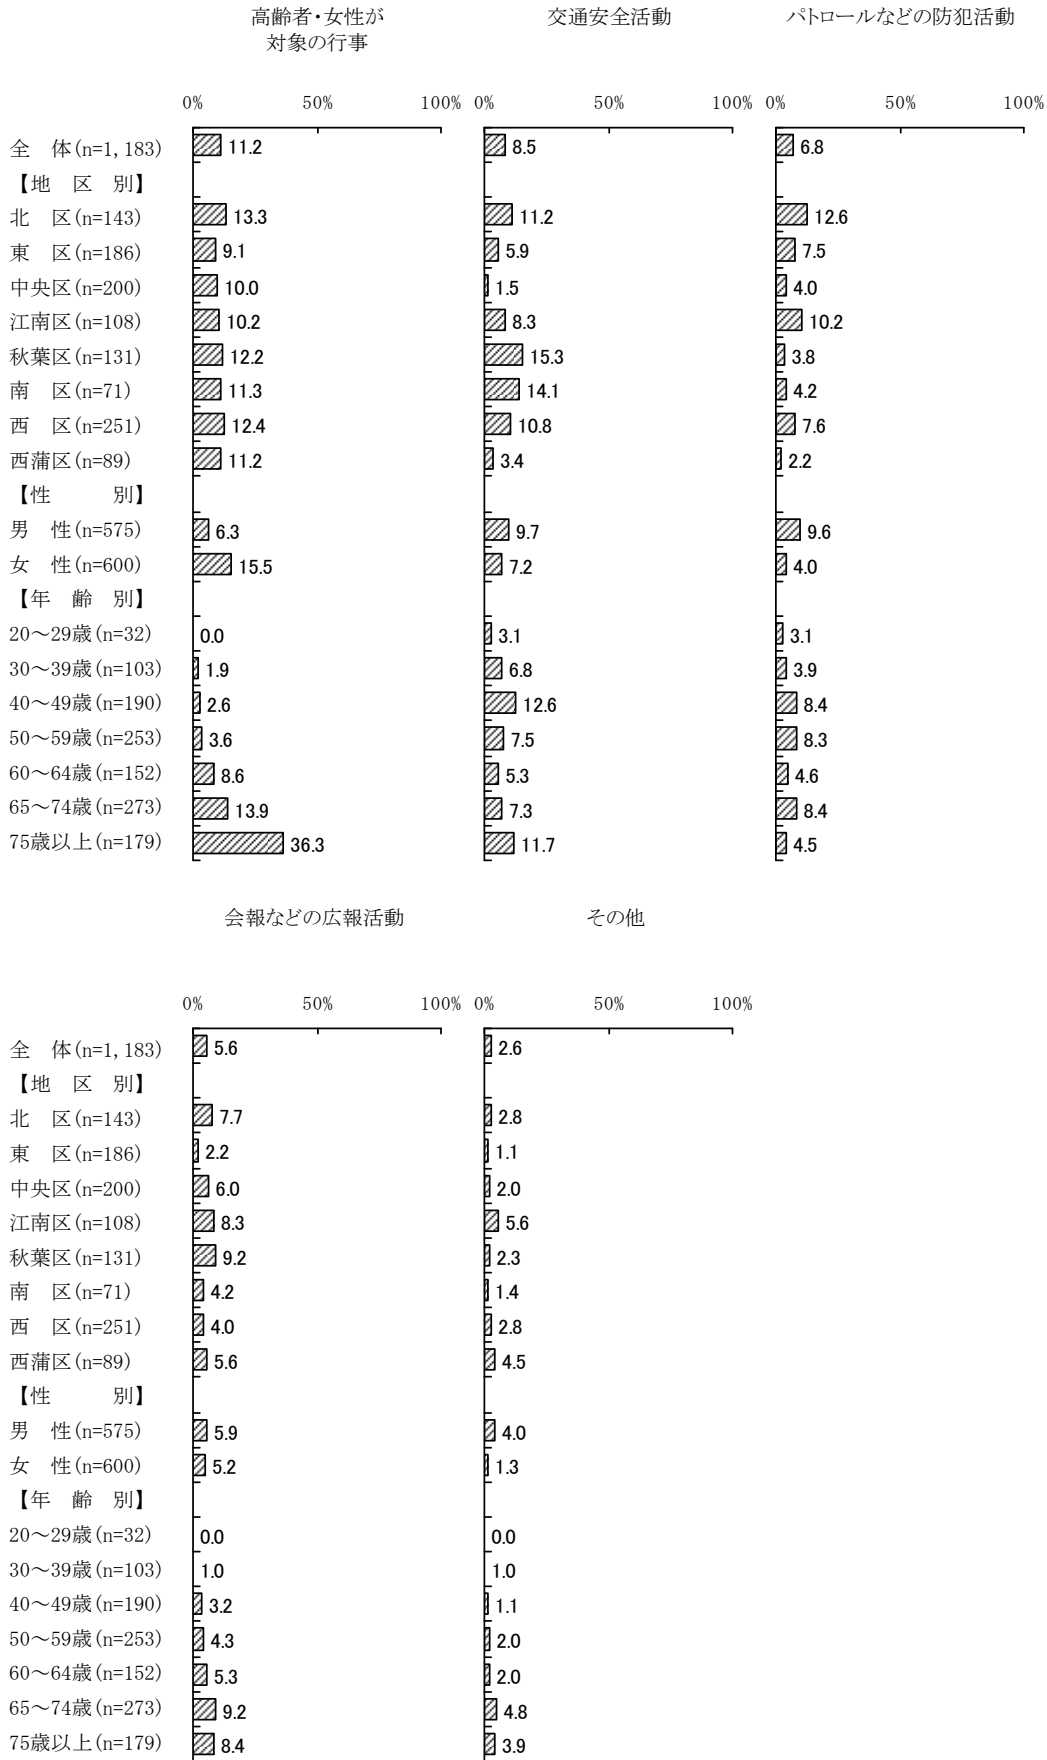 高齢者・女性が
対象の行事
交通安全活動
パトロールなどの防犯活動
0% 50% 100% 0% 50% 100% 0% 50% 100%
全 体(n=1,183) 11.2 8.5 6.8
【地 区 別】
北 区(n=143) 13.3 11.2 12.6
東 区(n=186) 9.1 5.9 7.5
中央区(n=200) 10.0 1.5 4.0
江南区(n=108) 10.2 8.3 10.2
秋葉区(n=131) 12.2 15.3 3.8
南 区(n=71) 11.3 14.1 4.2
西 区(n=251) 12.4 10.8 7.6
西蒲区(n=89) 11.2 3.4 2.2
【性 別】
男 性(n=575) 6.3 9.7 9.6
女 性(n=600) 15.5 7.2 4.0
【年 齢 別】
20～29歳(n=32) 0.0 3.1 3.1
30～39歳(n=103) 1.9 6.8 3.9
40～49歳(n=190) 2.6 12.6 8.4
50～59歳(n=253) 3.6 7.5 8.3
60～64歳(n=152) 8.6 5.3 4.6
65～74歳(n=273) 13.9 7.3 8.4
75歳以上(n=179) 36.3 11.7 4.5
会報などの広報活動 その他
0% 50% 100% 0% 50% 100%
全 体(n=1,183) 5.6 2.6
【地 区 別】
北 区(n=143) 7.7 2.8
東 区(n=186) 2.2 1.1
中央区(n=200) 6.0 2.0
江南区(n=108) 8.3 5.6
秋葉区(n=131) 9.2 2.3
南 区(n=71) 4.2 1.4
西 区(n=251) 4.0 2.8
西蒲区(n=89) 5.6 4.5
【性 別】
男 性(n=575) 5.9 4.0
女 性(n=600) 5.2 1.3
【年 齢 別】
20～29歳(n=32) 0.0 0.0
30～39歳(n=103) 1.0 1.0
40～49歳(n=190) 3.2 1.1
50～59歳(n=253) 4.3 2.0
60～64歳(n=152) 5.3 2.0
65～74歳(n=273) 9.2 4.8
75歳以上(n=179) 8.4 3.9